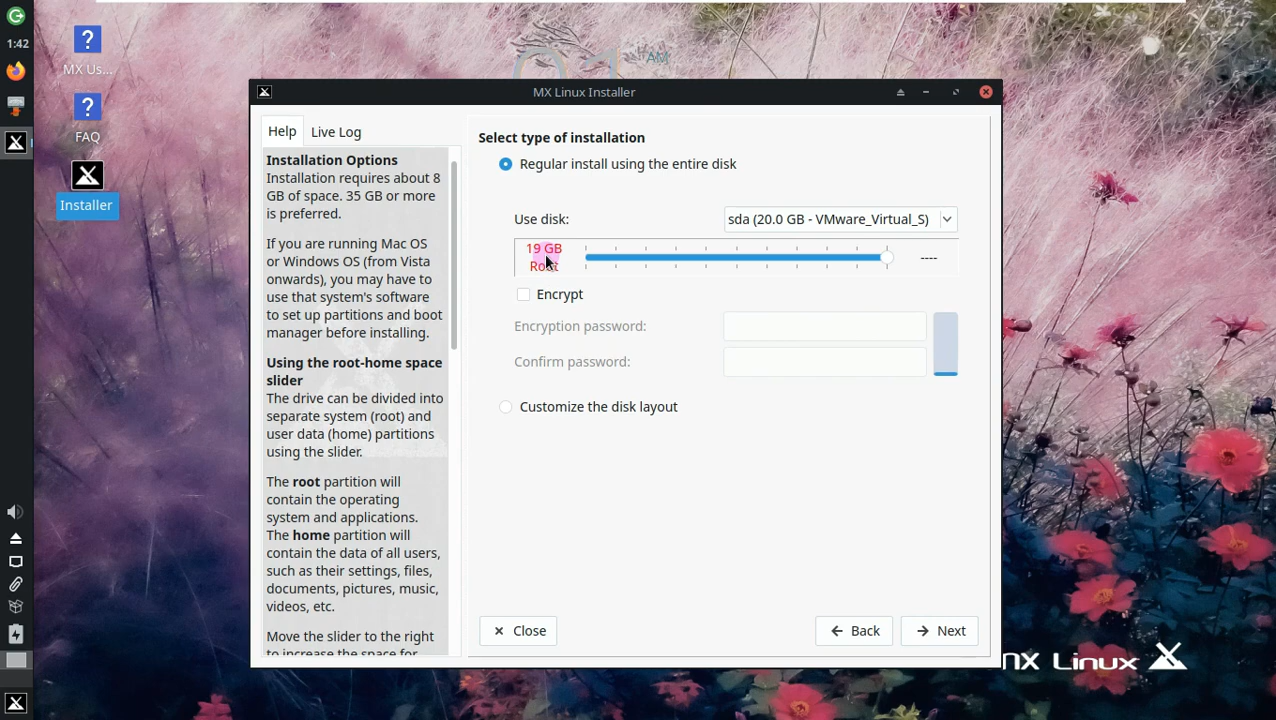 1:42
MX Us...
FAQ
Installer
01
AM
MX Linux Installer
Help
Live Log
Installation Options
Installation requires about 8
GB of space. 35 GB or more
is preferred.
If you are running Mac OS
or Windows OS (from Vista
onwards), you may have to
use that system's software
to set up partitions and boot
manager before installing.
Using the root-home space
slider
The drive can be divided into
separate system (root) and
user data (home) partitions
using the slider.
The root partition will
contain the operating
system and applications.
The home partition will
contain the data of all users,
such as their settings, files,
documents, pictures, music,
videos, etc.
Move the slider to the right
to increase the space for
Select type of installation
Regular install using the entire disk
Use disk:
sda (20.0 GB - VMware_Virtual_S)
19 GB
Root
----
Encrypt
Encryption password:
Confirm password:
Customize the disk layout
Close
Back
Next
MX Linux